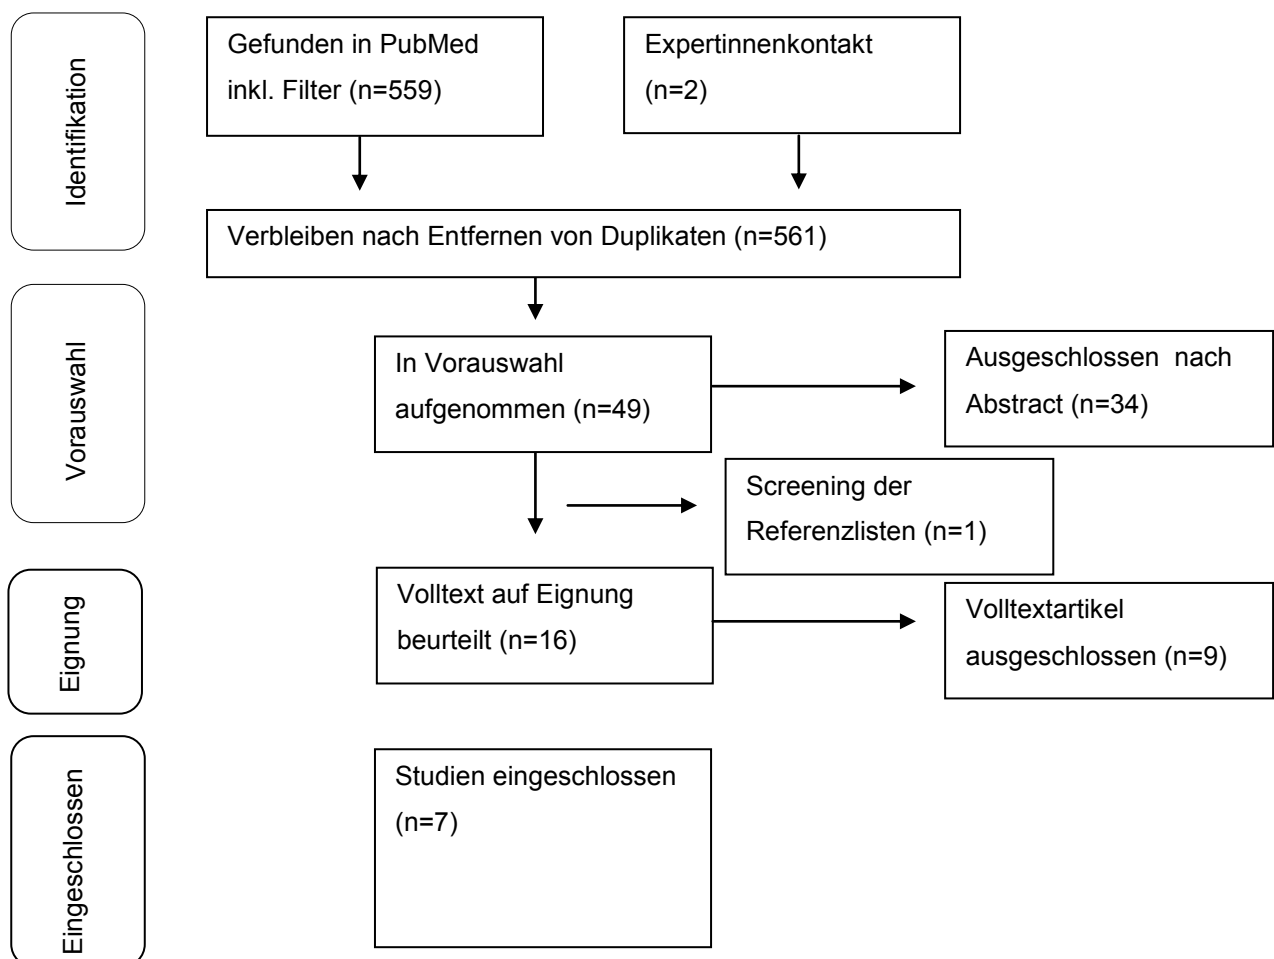 Identifikation
Gefunden in PubMed
inkl. Filter (n=559)
Expertinnenkontakt
(n=2)
Verbleiben nach Entfernen von Duplikaten (n=561)
Vorauswahl
In Vorauswahl
aufgenommen (n=49)
Ausgeschlossen nach
Abstract (n=34)
Screening der
Referenzlisten (n=1)
Eignung
Volltext auf Eignung
beurteilt (n=16)
Volltextartikel
ausgeschlossen (n=9)
Eingeschlossen
Studien eingeschlossen
(n=7)